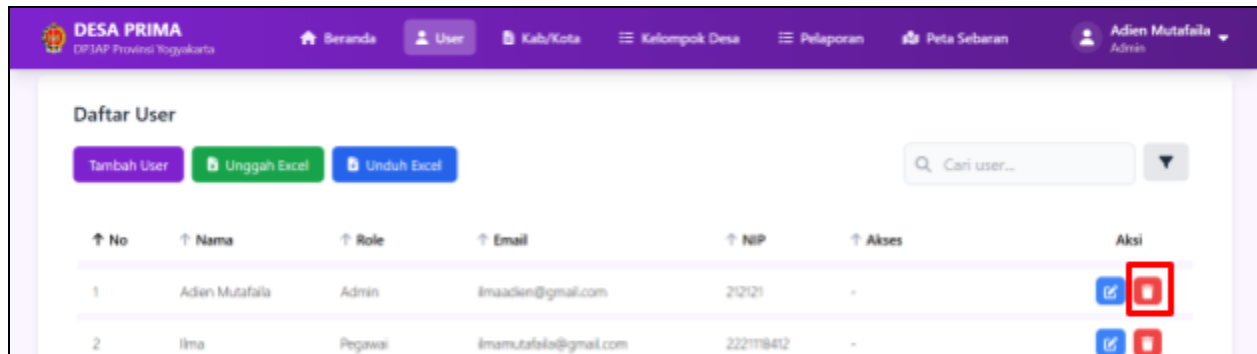 DESA PRIMA
DP3AP Provinsi Yogyakarta
Beranda
User
Kab/Kota
Kelompok Desa
Pelaporan
Peta Sebaran
Adien Mutafaila
Admin
Daftar User
Tambah User
Unggah Excel
Unduh Excel
Cari user...
No Nama Role Email NIP Akses Aksi
1 Adien Mutafaila Admin ilmaadien@gmail.com 212121 -
2 Ilma Pegawai ilmamutafaila@gmail.com 2221118412 -